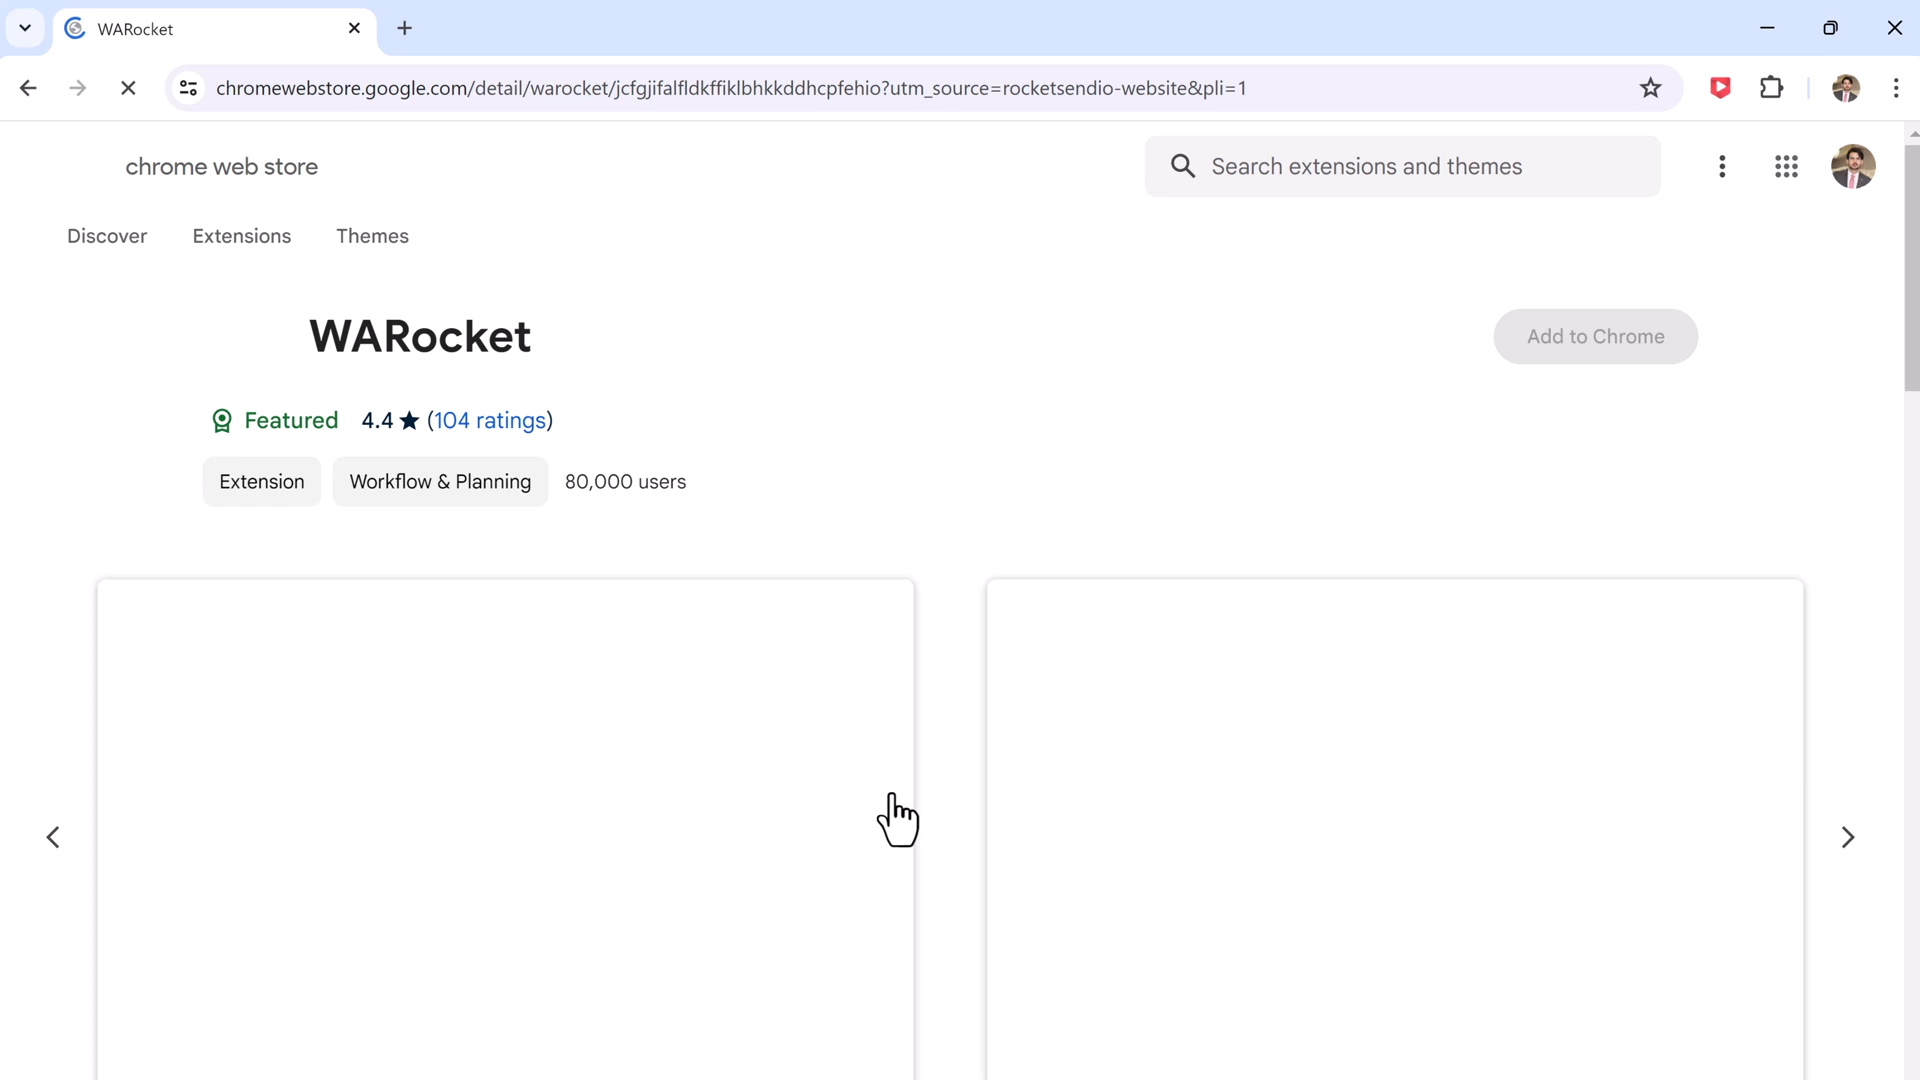 WARocket
chromewebstore.google.com/detail/warocket/jcfgjifalfldkffiklbhkkddhcpfehio?utm_source=rocketsendio-website&pli=1
chrome web store
Search extensions and themes
Discover Extensions Themes
WARocket
Add to Chrome
Featured 4.4★ (104 ratings)
Extension Workflow & Planning 80,000 users